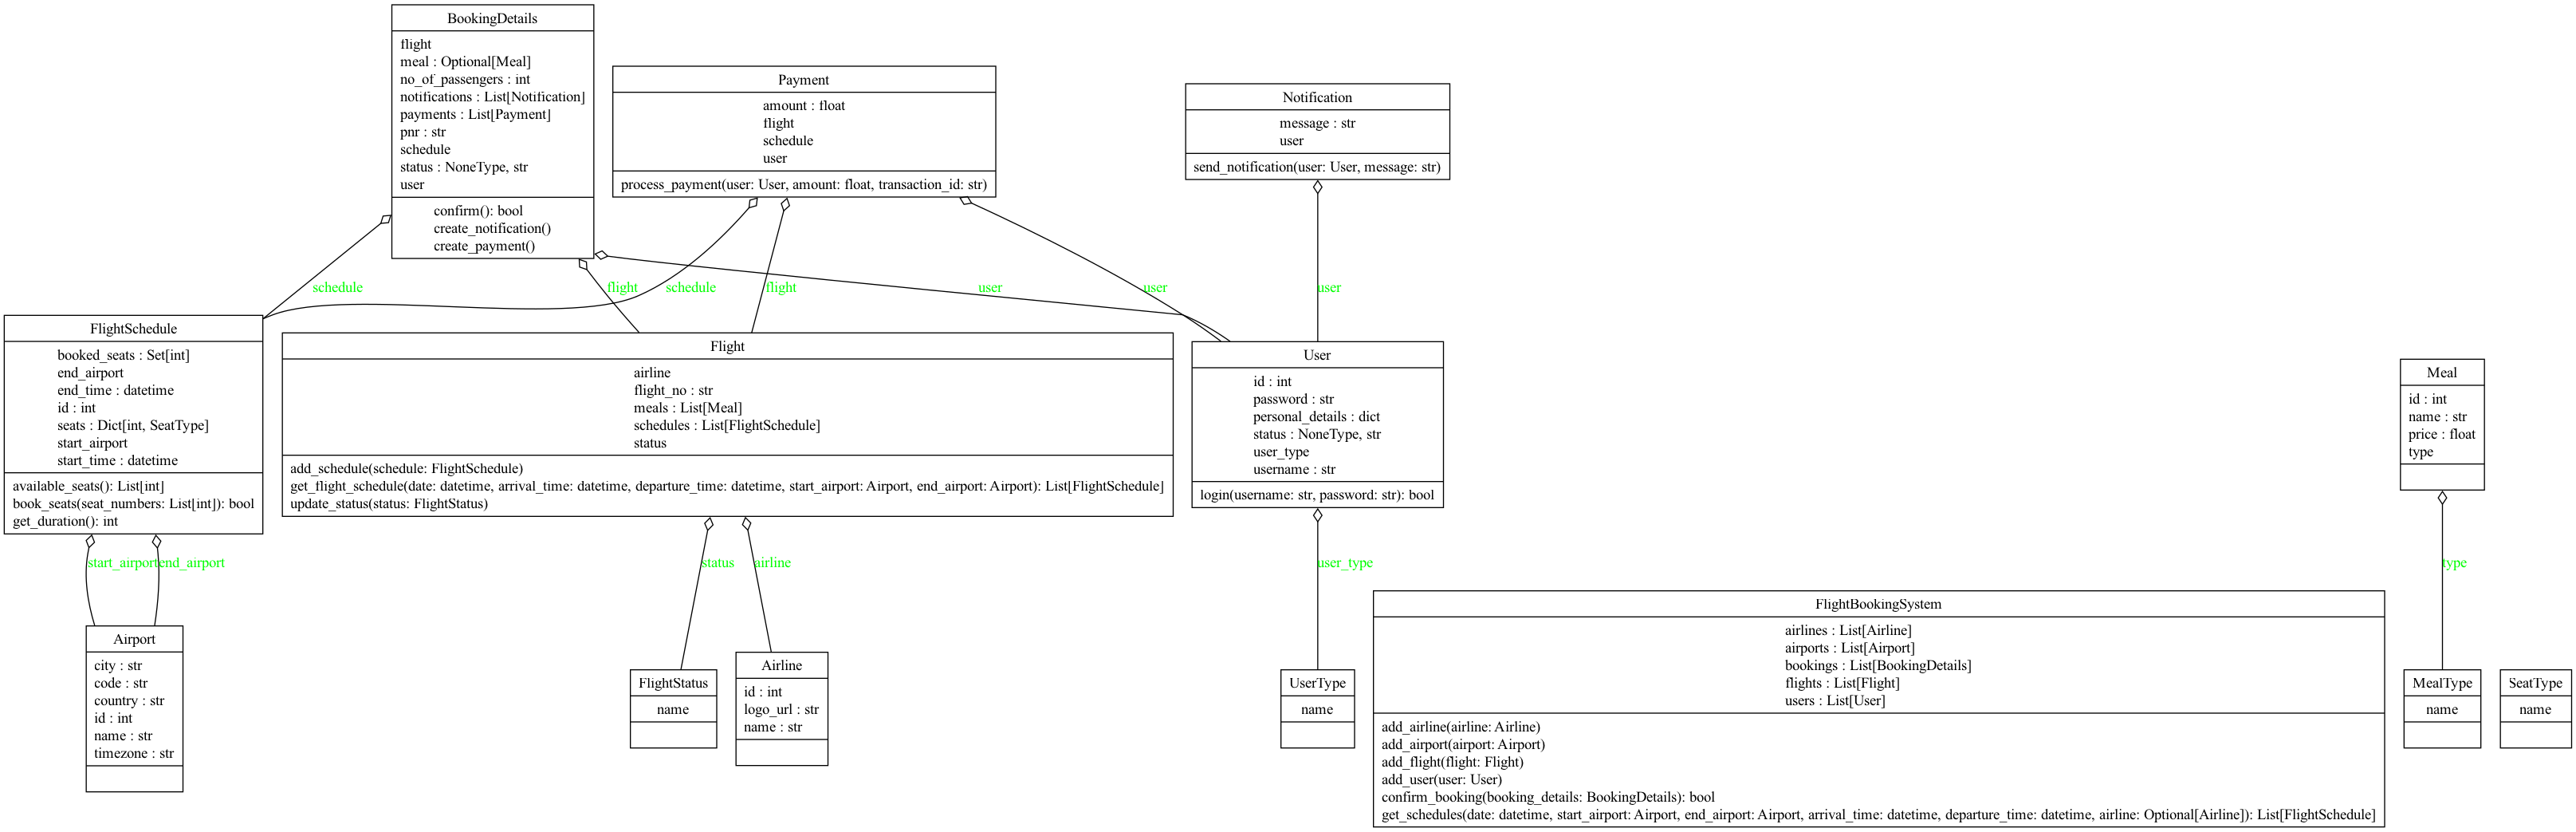 BookingDetails
flight
meal : Optional[Meal]
no_of_passengers : int
notifications : List[Notification]
payments : List[Payment]
pnr : str
schedule
status : NoneType, str
user
confirm(): bool
create_notification()
create_payment()
Payment
amount : float
flight
schedule
user
process_payment(user: User, amount: float, transaction_id: str)
Notification
message : str
user
send_notification(user: User, message: str)
schedule
flight
schedule
flight
user
user
user
FlightSchedule
booked_seats : Set[int]
end_airport
end_time : datetime
id : int
seats : Dict[int, SeatType]
start_airport
start_time : datetime
available_seats(): List[int]
book_seats(seat_numbers: List[int]): bool
get_duration(): int
Flight
airline
flight_no : str
meals : List[Meal]
schedules : List[FlightSchedule]
status
add_schedule(schedule: FlightSchedule)
get_flight_schedule(date: datetime, arrival_time: datetime, departure_time: datetime, start_airport: Airport, end_airport: Airport): List[FlightSchedule]
update_status(status: FlightStatus)
User
id : int
password : str
personal_details : dict
status : NoneType, str
user_type
username : str
login(username: str, password: str): bool
Meal
id : int
name : str
price : float
type
start_airport
end_airport
status
airline
user_type
type
Airport
city : str
code : str
country : str
id : int
name : str
timezone : str
FlightStatus
name
Airline
id : int
logo_url : str
name : str
UserType
name
FlightBookingSystem
airlines : List[Airline]
airports : List[Airport]
bookings : List[BookingDetails]
flights : List[Flight]
users : List[User]
add_airline(airline: Airline)
add_airport(airport: Airport)
add_flight(flight: Flight)
add_user(user: User)
confirm_booking(booking_details: BookingDetails): bool
get_schedules(date: datetime, start_airport: Airport, end_airport: Airport, arrival_time: datetime, departure_time: datetime, airline: Optional[Airline]): List[FlightSchedule]
MealType
name
SeatType
name